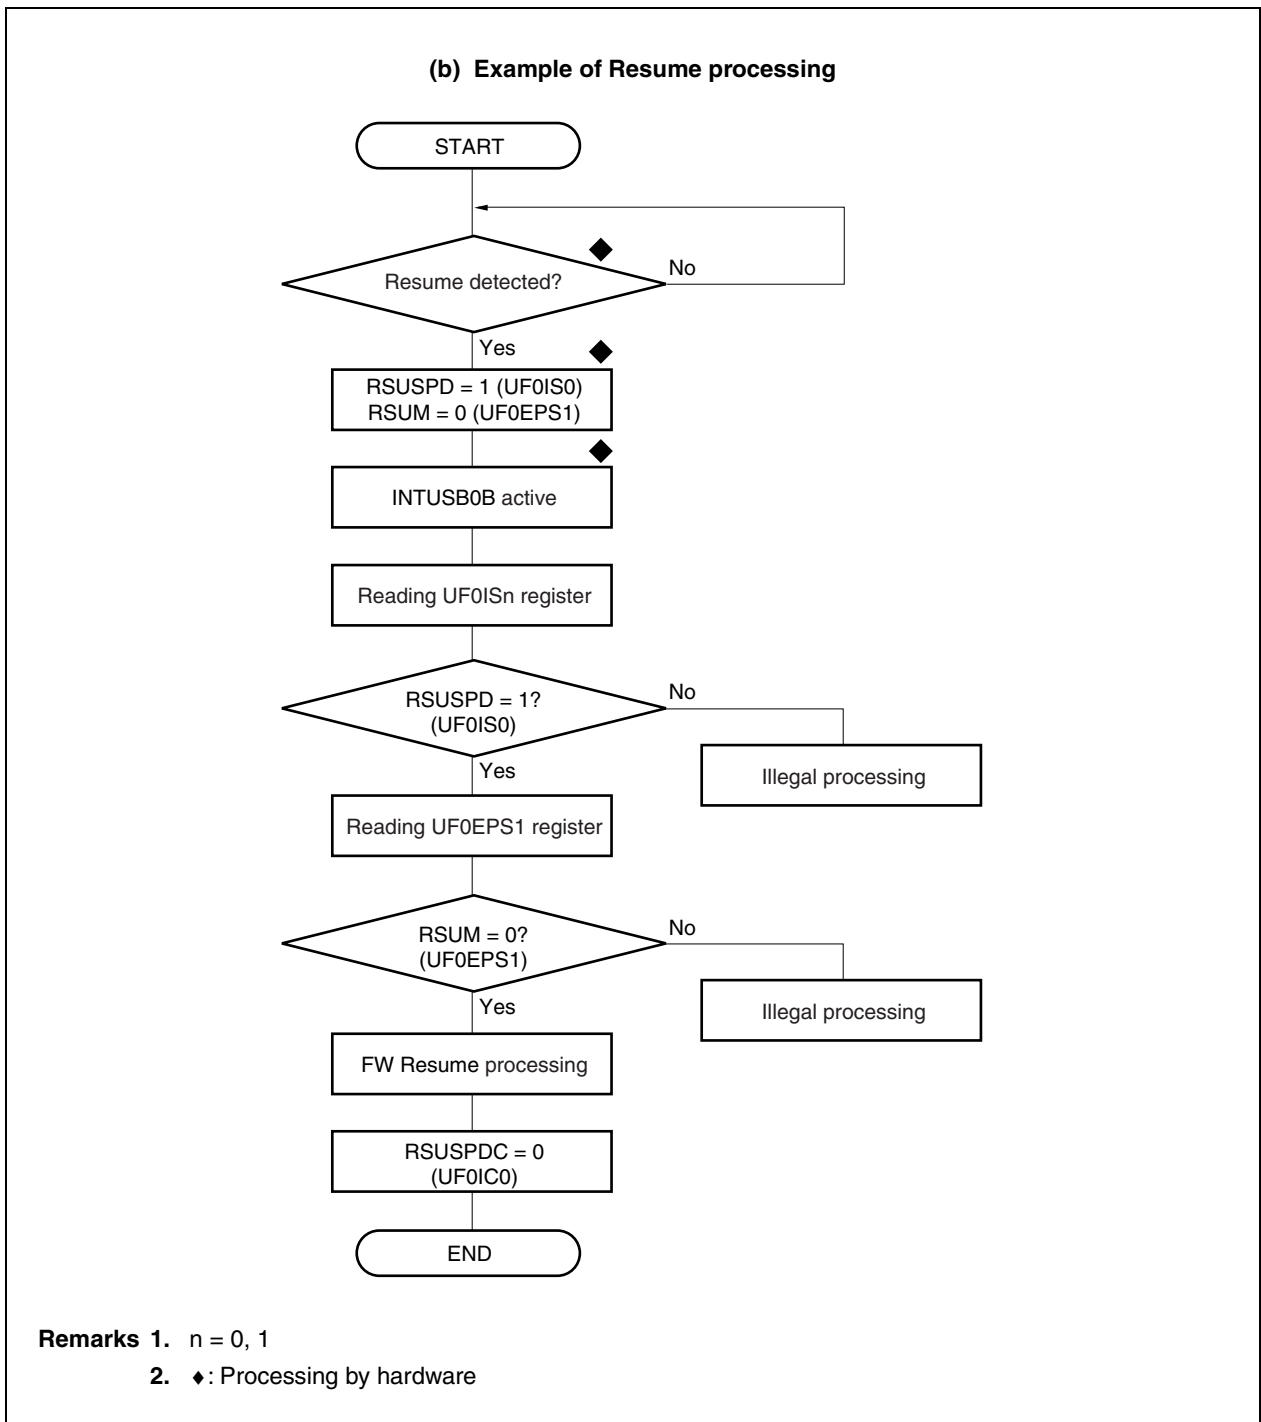 (b) Example of Resume processing
START
Resume detected?
No
Yes
RSUSPD = 1 (UF0IS0)
RSUM = 0 (UF0EPS1)
INTUSB0B active
Reading UF0ISn register
RSUSPD = 1?
(UF0IS0)
No
Yes
Illegal processing
Reading UF0EPS1 register
RSUM = 0?
(UF0EPS1)
No
Yes
Illegal processing
FW Resume processing
RSUSPDC = 0
(UF0IC0)
END
Remarks 1. n = 0, 1
2. ♦: Processing by hardware